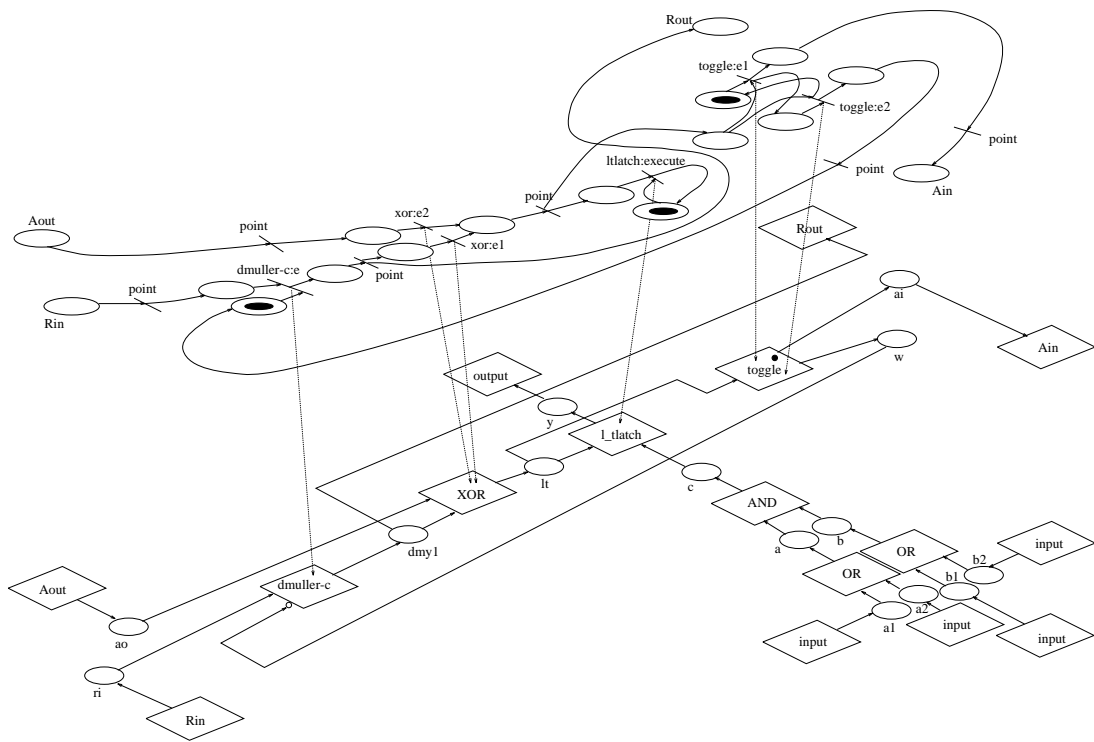 Rout
toggle:e1
toggle:e2
point
ltlatch:execute
point
Ain
point
xor:e2
Aout
point
xor:e1
Rout
dmuller-c:e
point
point
Rin
ai
Ain
toggle
w
output
y
l_tlatch
lt
c
XOR
AND
b
dmy1
a
OR
input
b2
Aout
dmuller-c
OR
b1
a2
a1
ao
input
input
input
ri
Rin